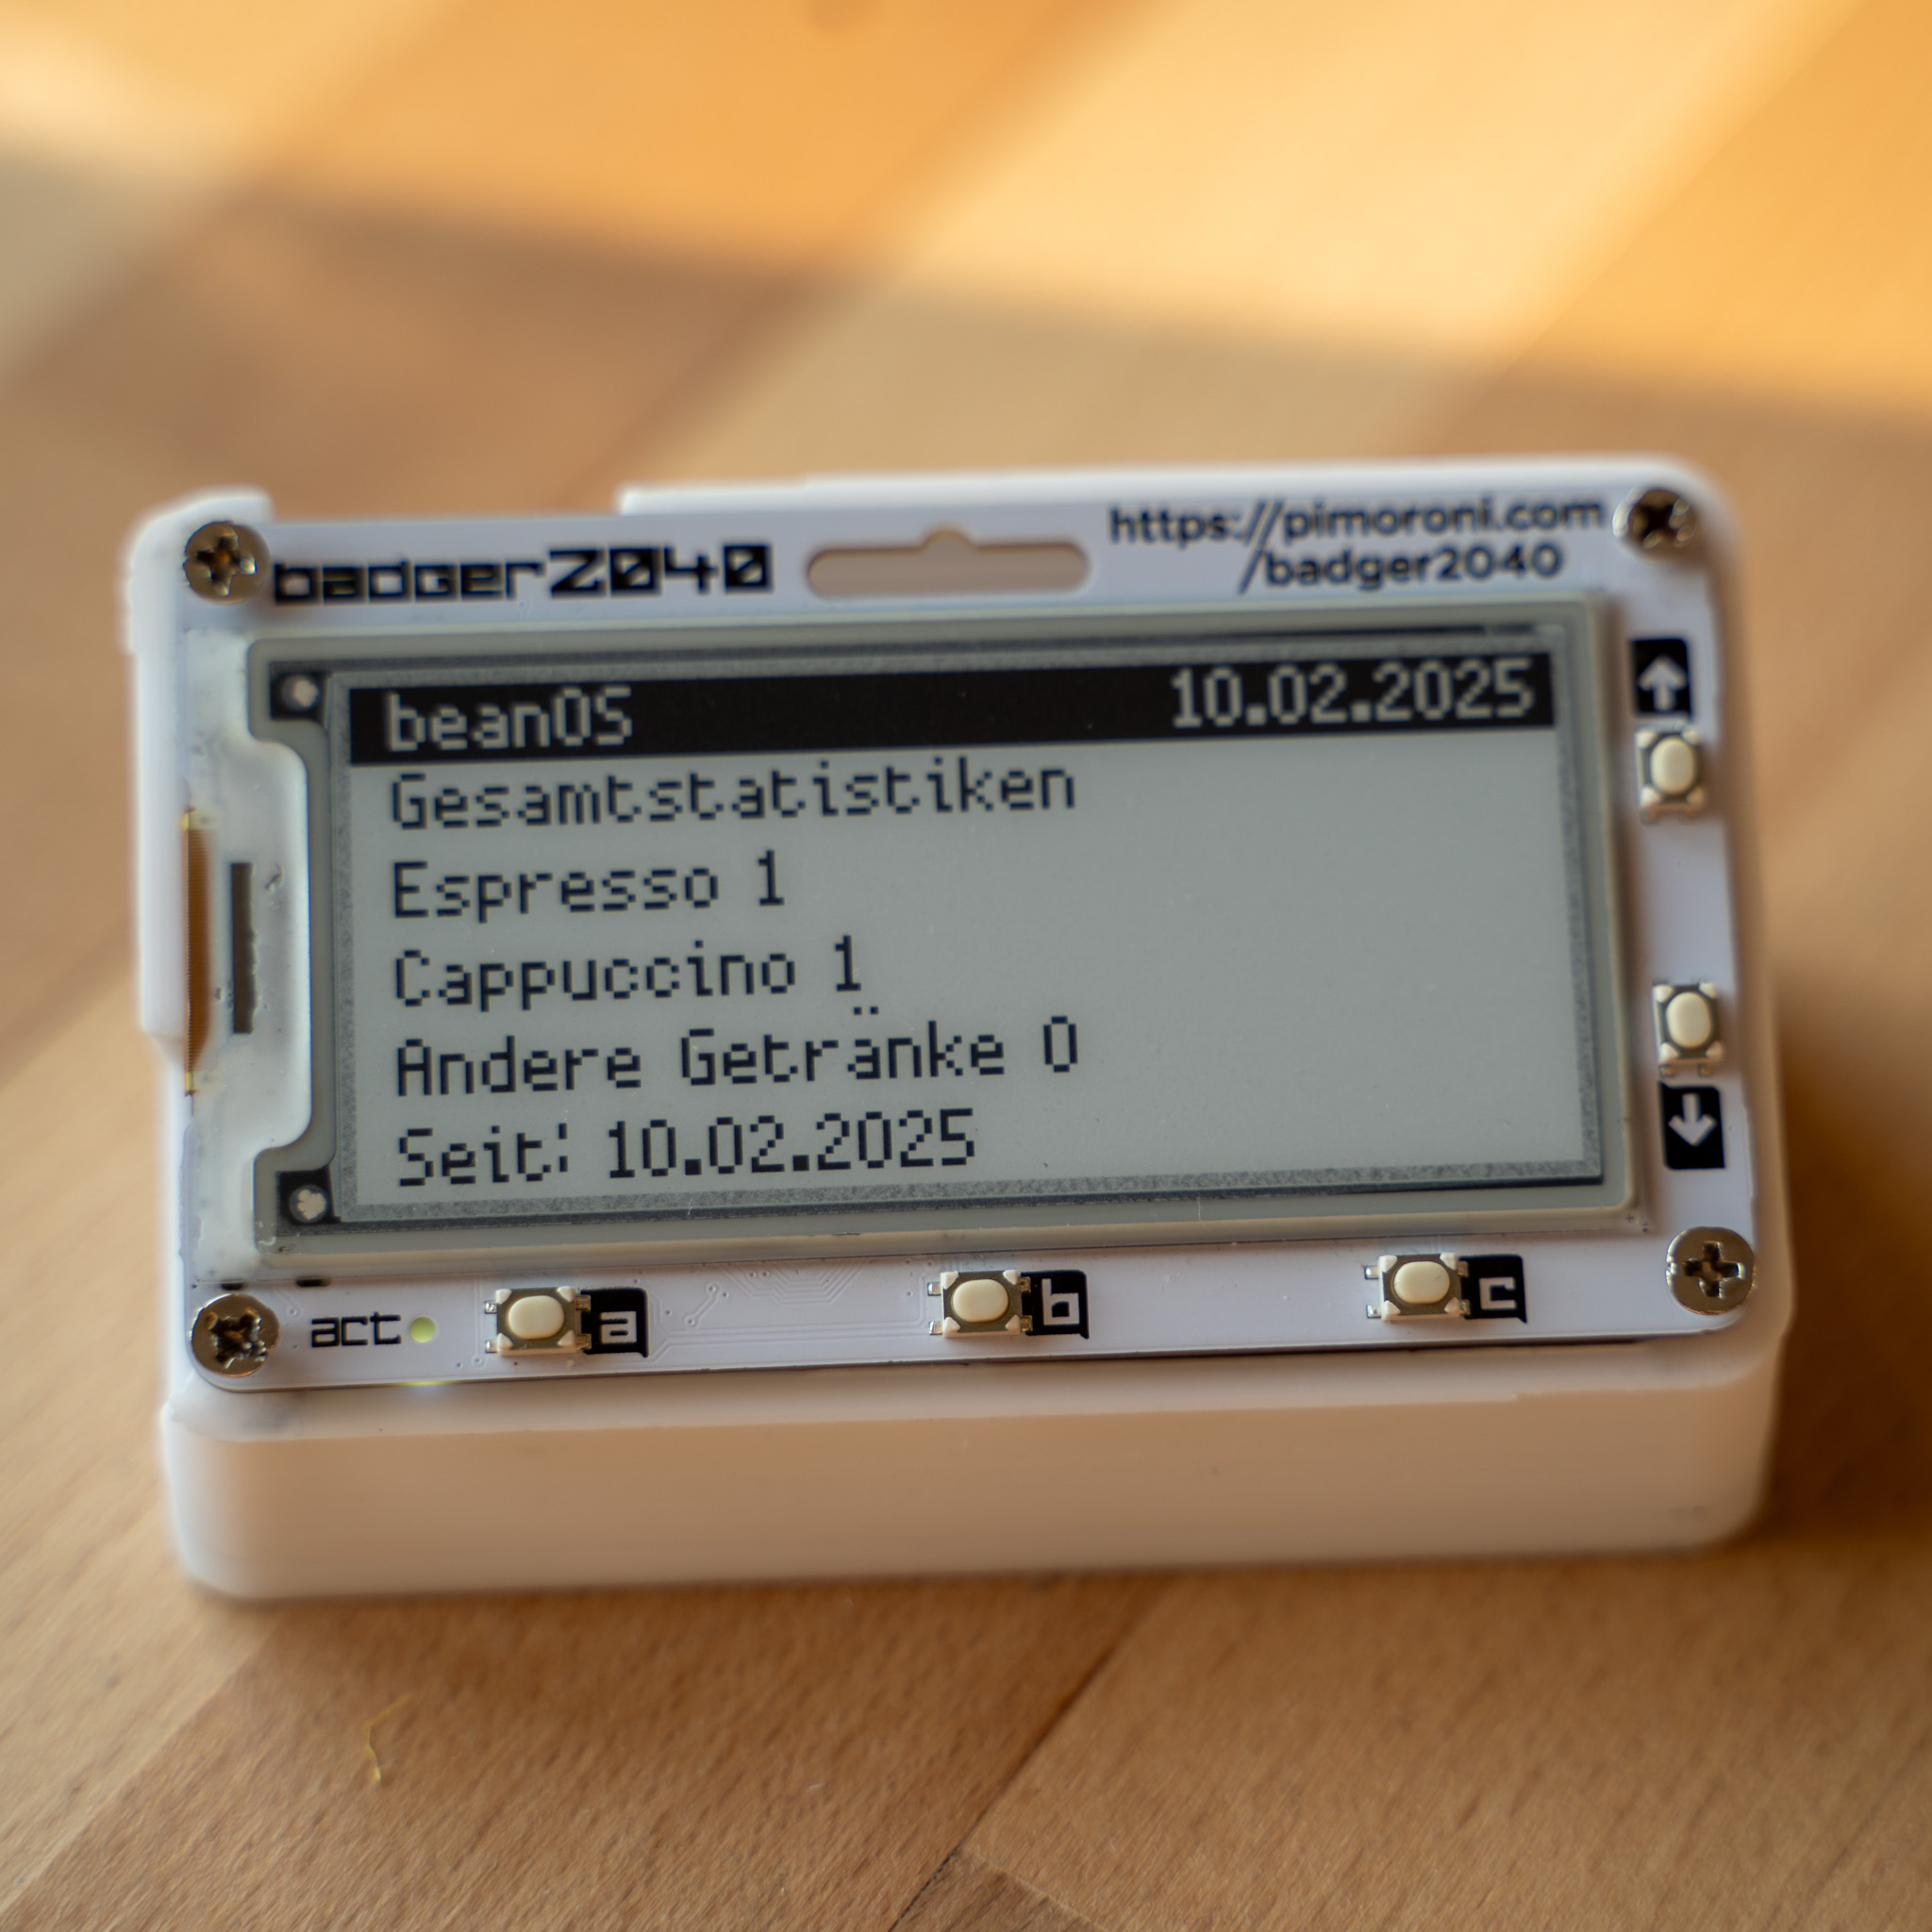 badger2040
https://pimoroni.com
/badger2040
beanOS 10.02.2025
Gesamtstatistiken
Espresso 1
Cappuccino 1
Andere Getränke 0
Seit: 10.02.2025
act a b c